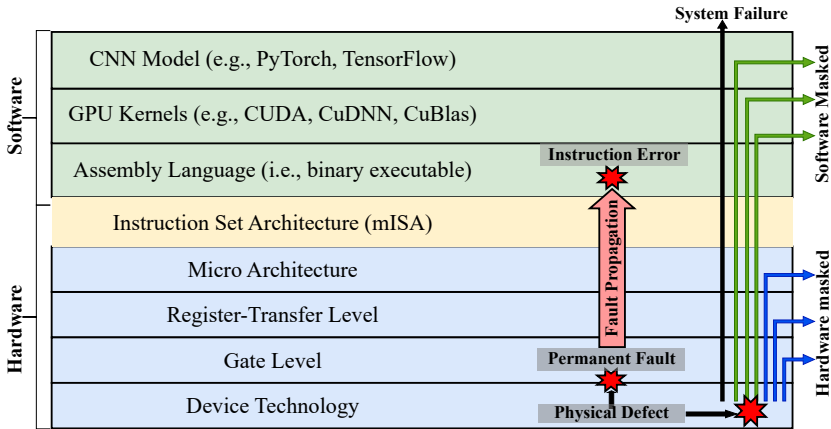 System Failure
CNN Model (e.g., PyTorch, TensorFlow)
GPU Kernels (e.g., CUDA, CuDNN, CuBlas)
Assembly Language (i.e., binary executable)
Instruction Set Architecture (mISA)
Micro Architecture
Register-Transfer Level
Gate Level
Device Technology
Software
Hardware
Instruction Error
Fault Propagation
Permanent Fault
Physical Defect
Software Masked
Hardware masked